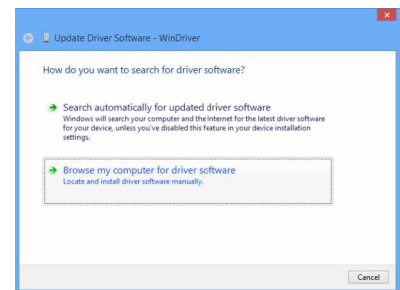 Update Driver Software - WinDriver
How do you want to search for driver software?
Search automatically for updated driver software
Windows will search your computer and the Internet for the latest driver software
for your device, unless you've disabled this feature in your device installation
settings.
Browse my computer for driver software
Locate and install driver software manually.
Cancel